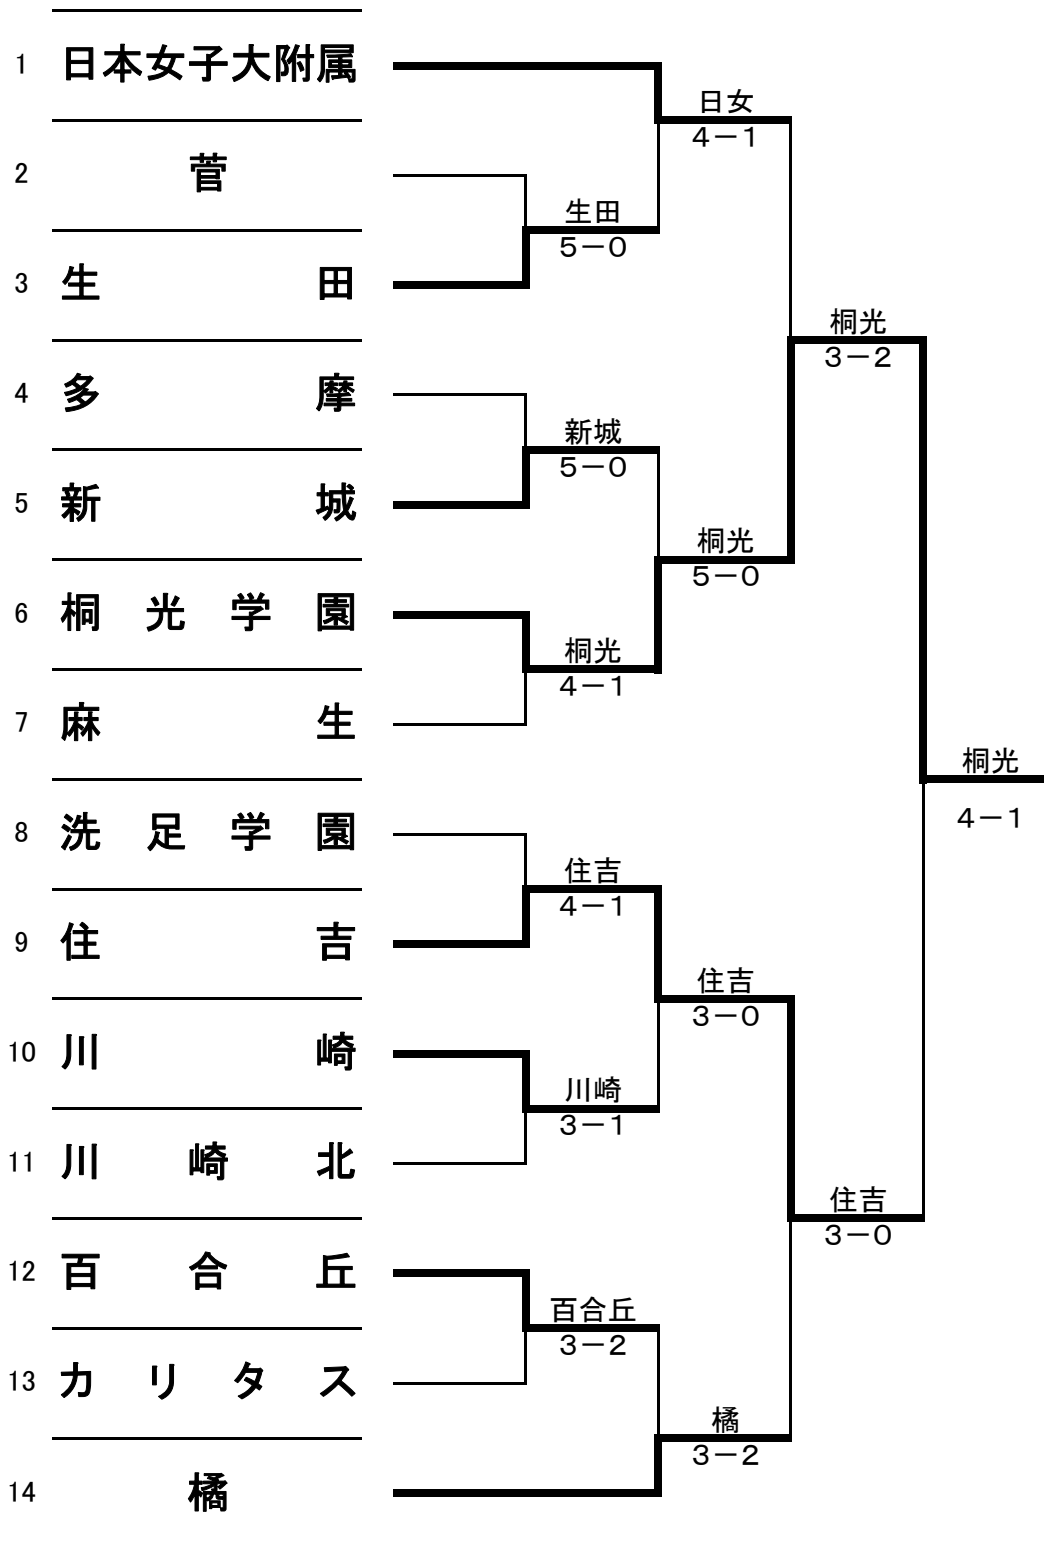 1 日本女子大附属
日女
4－1
2 菅
生田
5－0
3 生田
桐光
3－2
4 多摩
新城
5－0
5 新城
桐光
5－0
6 桐光学園
桐光
4－1
7 麻生
桐光
4－1
8 洗足学園
住吉
4－1
9 住吉
住吉
3－0
10 川崎
川崎
3－1
11 川崎北
住吉
3－0
12 百合丘
百合丘
3－2
13 カリタス
橘
3－2
14 橘